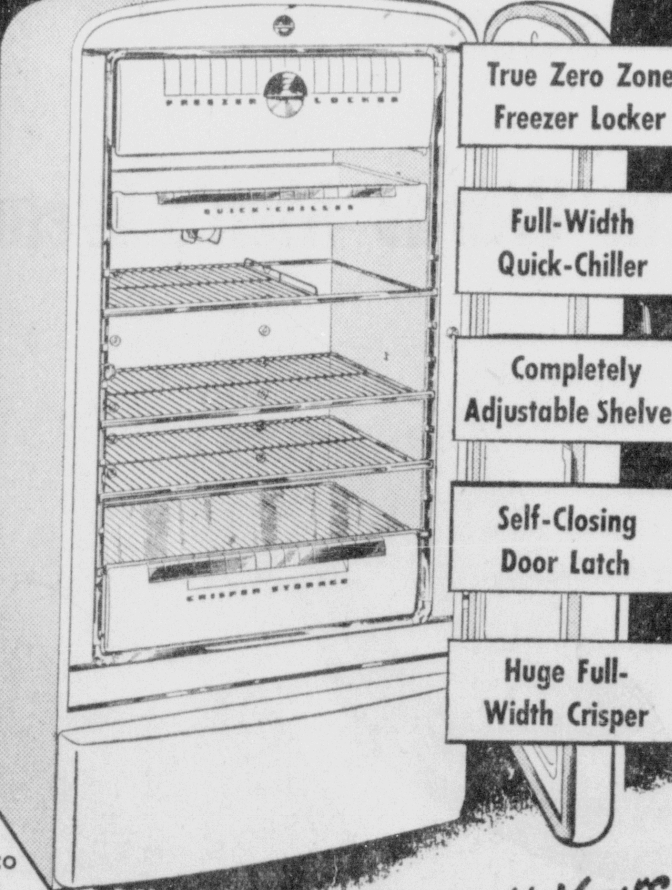 True Zero Zone
Freezer Locker
FREEZER LOCKER
Full-Width
Quick-Chiller
QUICK-CHILLER
Completely
Adjustable Shelve
Self-Closing
Door Latch
CRISPER STORAGE
Huge Full-
Width Crisper